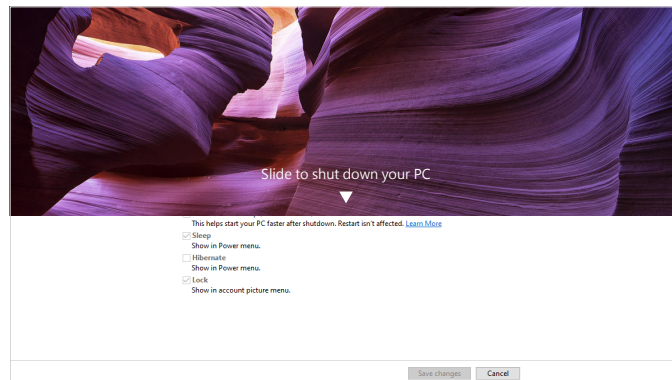 Slide to shut down your PC
This helps start your PC faster after shutdown. Restart isn't affected. Learn More
Sleep
Show in Power menu.
Hibernate
Show in Power menu.
Lock
Show in account picture menu.
Save changes Cancel